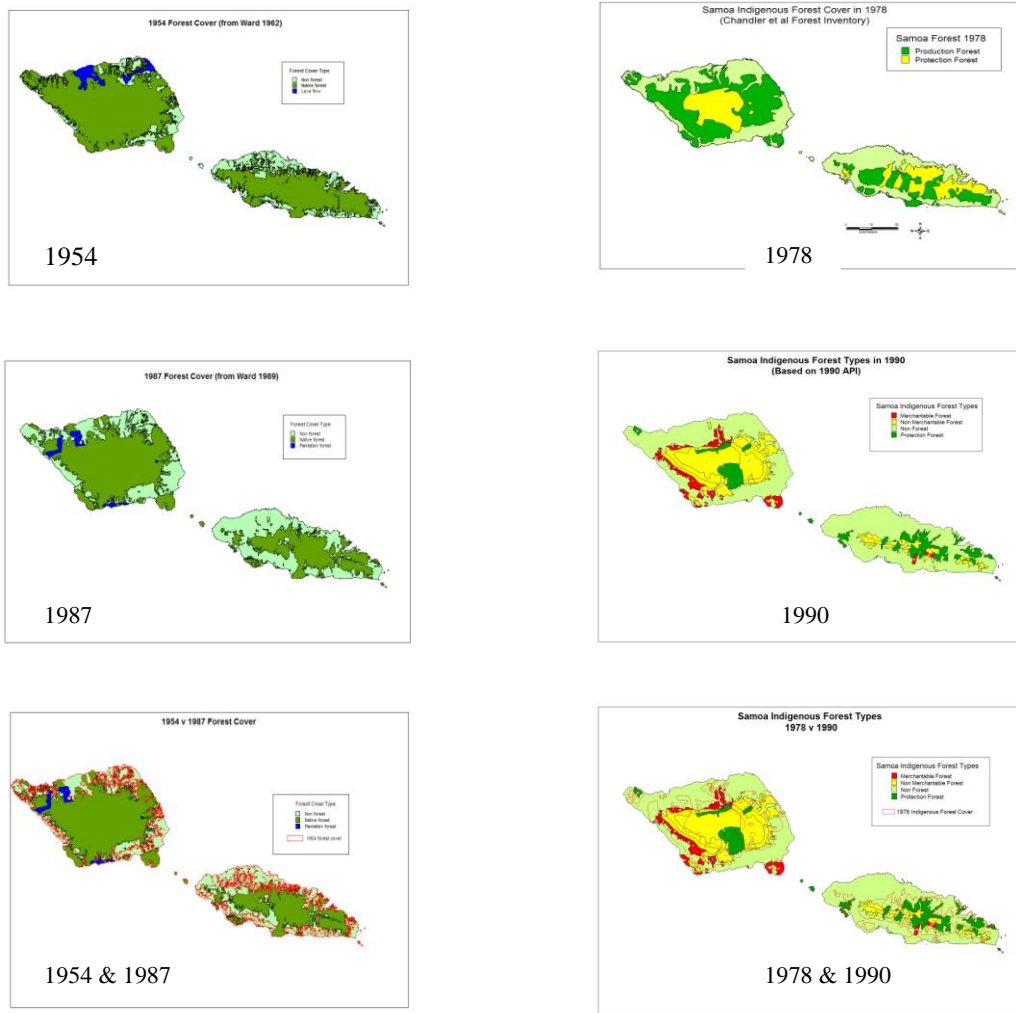 1954 Forest Cover (from Ward 1962)
Forest Cover Type
Non forest
Native forest
Lava flow
1954
Samoa Indigenous Forest Cover in 1978
(Chandler et al Forest Inventory)
Samoa Forest 1978
Production Forest
Protection Forest
1978
1987 Forest Cover (from Ward 1989)
Forest Cover Type
Non forest
Native forest
Plantation forest
1987
Samoa Indigenous Forest Types in 1990
(Based on 1990 API)
Samoa Indigenous Forest Types
Merchantable Forest
Non Merchantable Forest
Non Forest
Protection Forest
1990
1954 v 1987 Forest Cover
Forest Cover Type
Non forest
Native forest
Plantation forest
1954 forest cover
1954 & 1987
Samoa Indigenous Forest Types
1978 v 1990
Samoa Indigenous Forest Types
Merchantable Forest
Non Merchantable Forest
Non Forest
Protection Forest
1978 Indigenous Forest Cover
1978 & 1990